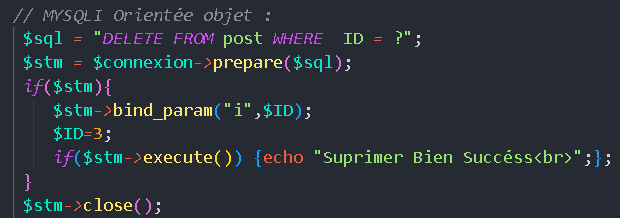 // MYSQLI Orientée objet :
$sql = "DELETE FROM post WHERE  ID = ?";
$stm = $connexion->prepare($sql);
if($stm){
$stm->bind_param("i",$ID);
$ID=3;
if($stm->execute()) {echo "Suprimer Bien Succéss<br>";};
}
$stm->close();